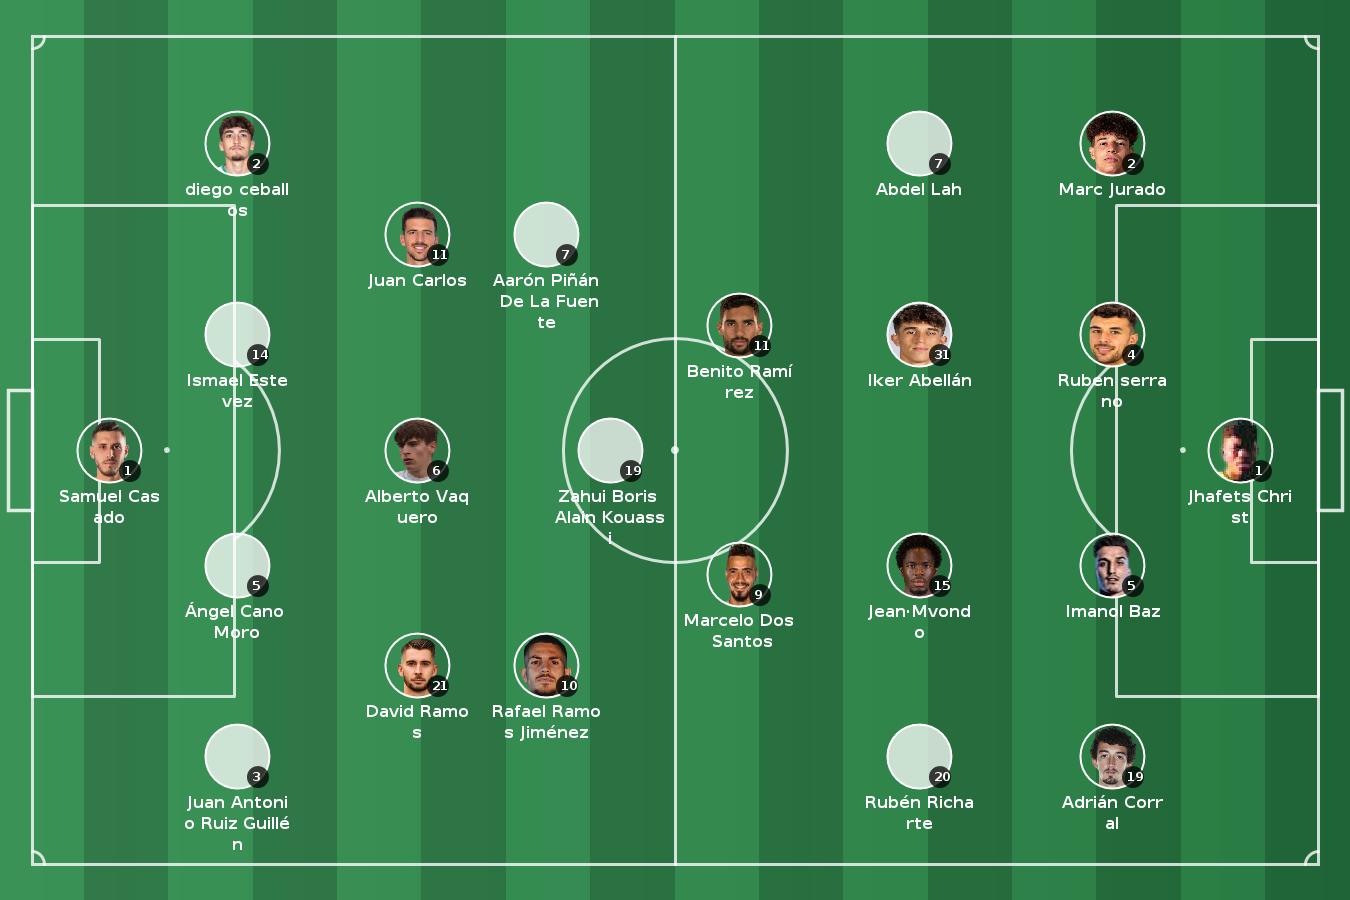 2
diego ceball
os
7
Abdel Lah
2
Marc Jurado
11
Juan Carlos
7
Aarón Piñán
De La Fuen
te
14
Ismael Este
vez
11
Benito Ramí
rez
31
Iker Abellán
4
Ruben serra
no
1
Samuel Cas
ado
6
Alberto Vaq
uero
19
Zahui Boris
Alain Kouass
i
1
Jhafets Chri
st
5
Ángel Cano
Moro
9
Marcelo Dos
Santos
15
Jean·Mvond
o
5
Imanol Baz
21
David Ramo
s
10
Rafael Ramo
s Jiménez
3
Juan Antoni
o Ruiz Guillé
n
20
Rubén Richa
rte
19
Adrián Corr
al